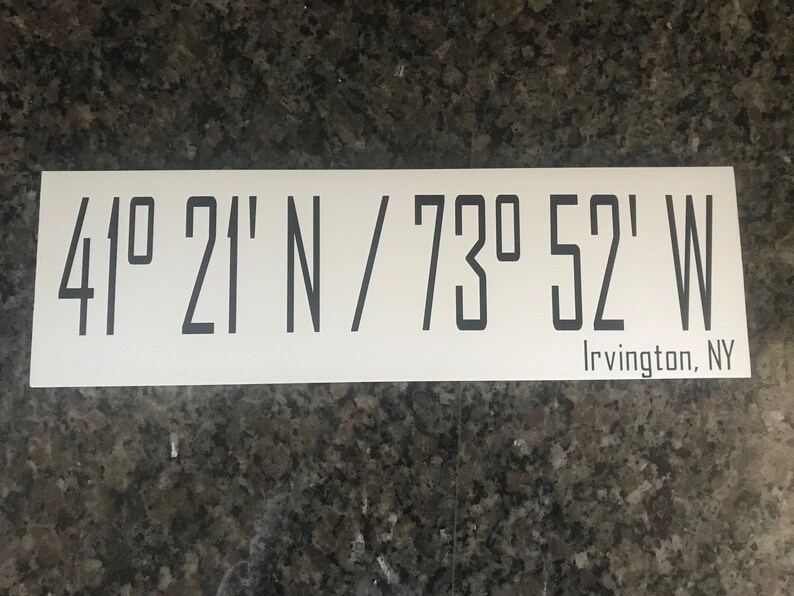 41º 21' N / 73º 52' W
Irvington, NY